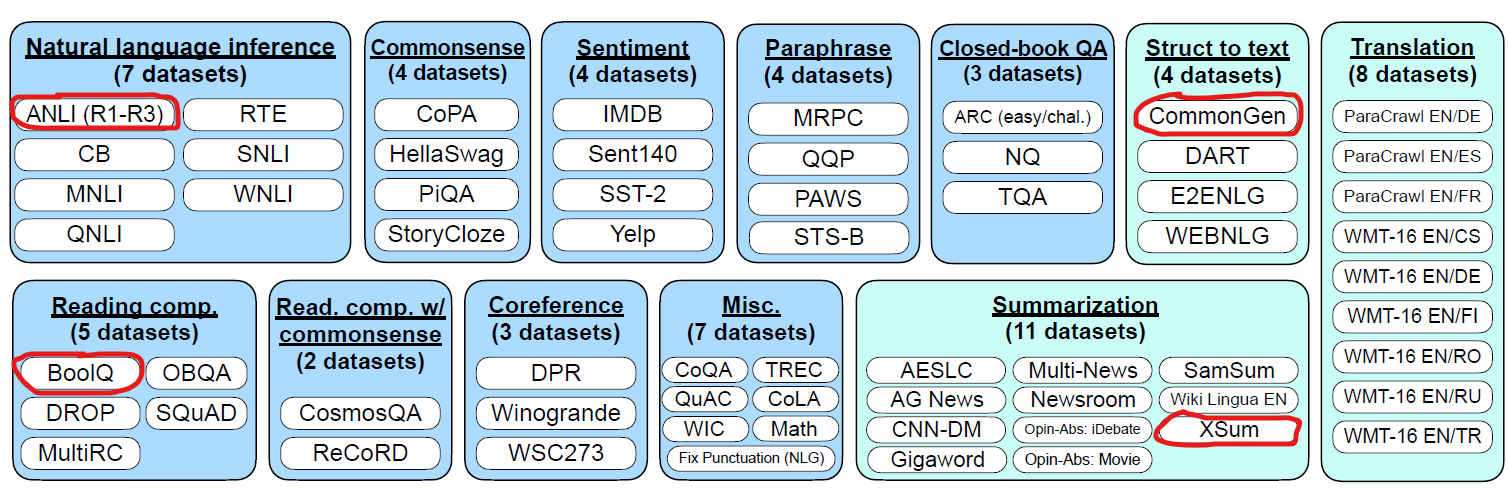 Natural language inference
(7 datasets)
ANLI (R1-R3)
RTE
CB
SNLI
MNLI
WNLI
QNLI
Commonsense
(4 datasets)
CoPA
HellaSwag
PiQA
StoryCloze
Sentiment
(4 datasets)
IMDB
Sent140
SST-2
Yelp
Paraphrase
(4 datasets)
MRPC
QQP
PAWS
STS-B
Closed-book QA
(3 datasets)
ARC (easy/chal.)
NQ
TQA
Struct to text
(4 datasets)
CommonGen
DART
E2ENLG
WEBNLG
Translation
(8 datasets)
ParaCrawl EN/DE
ParaCrawl EN/ES
ParaCrawl EN/FR
WMT-16 EN/CS
WMT-16 EN/DE
WMT-16 EN/FI
WMT-16 EN/RO
WMT-16 EN/RU
WMT-16 EN/TR
Reading comp.
(5 datasets)
BoolQ
OBQA
DROP
SQuAD
MultiRC
Read. comp. w/
commonsense
(2 datasets)
CosmosQA
ReCoRD
Coreference
(3 datasets)
DPR
Winogrande
WSC273
Misc.
(7 datasets)
CoQA
TREC
QuAC
CoLA
WIC
Math
Fix Punctuation (NLG)
Summarization
(11 datasets)
AESLC
Multi-News
SamSum
AG News
Newsroom
Wiki Lingua EN
CNN-DM
Opin-Abs: iDebate
XSum
Gigaword
Opin-Abs: Movie